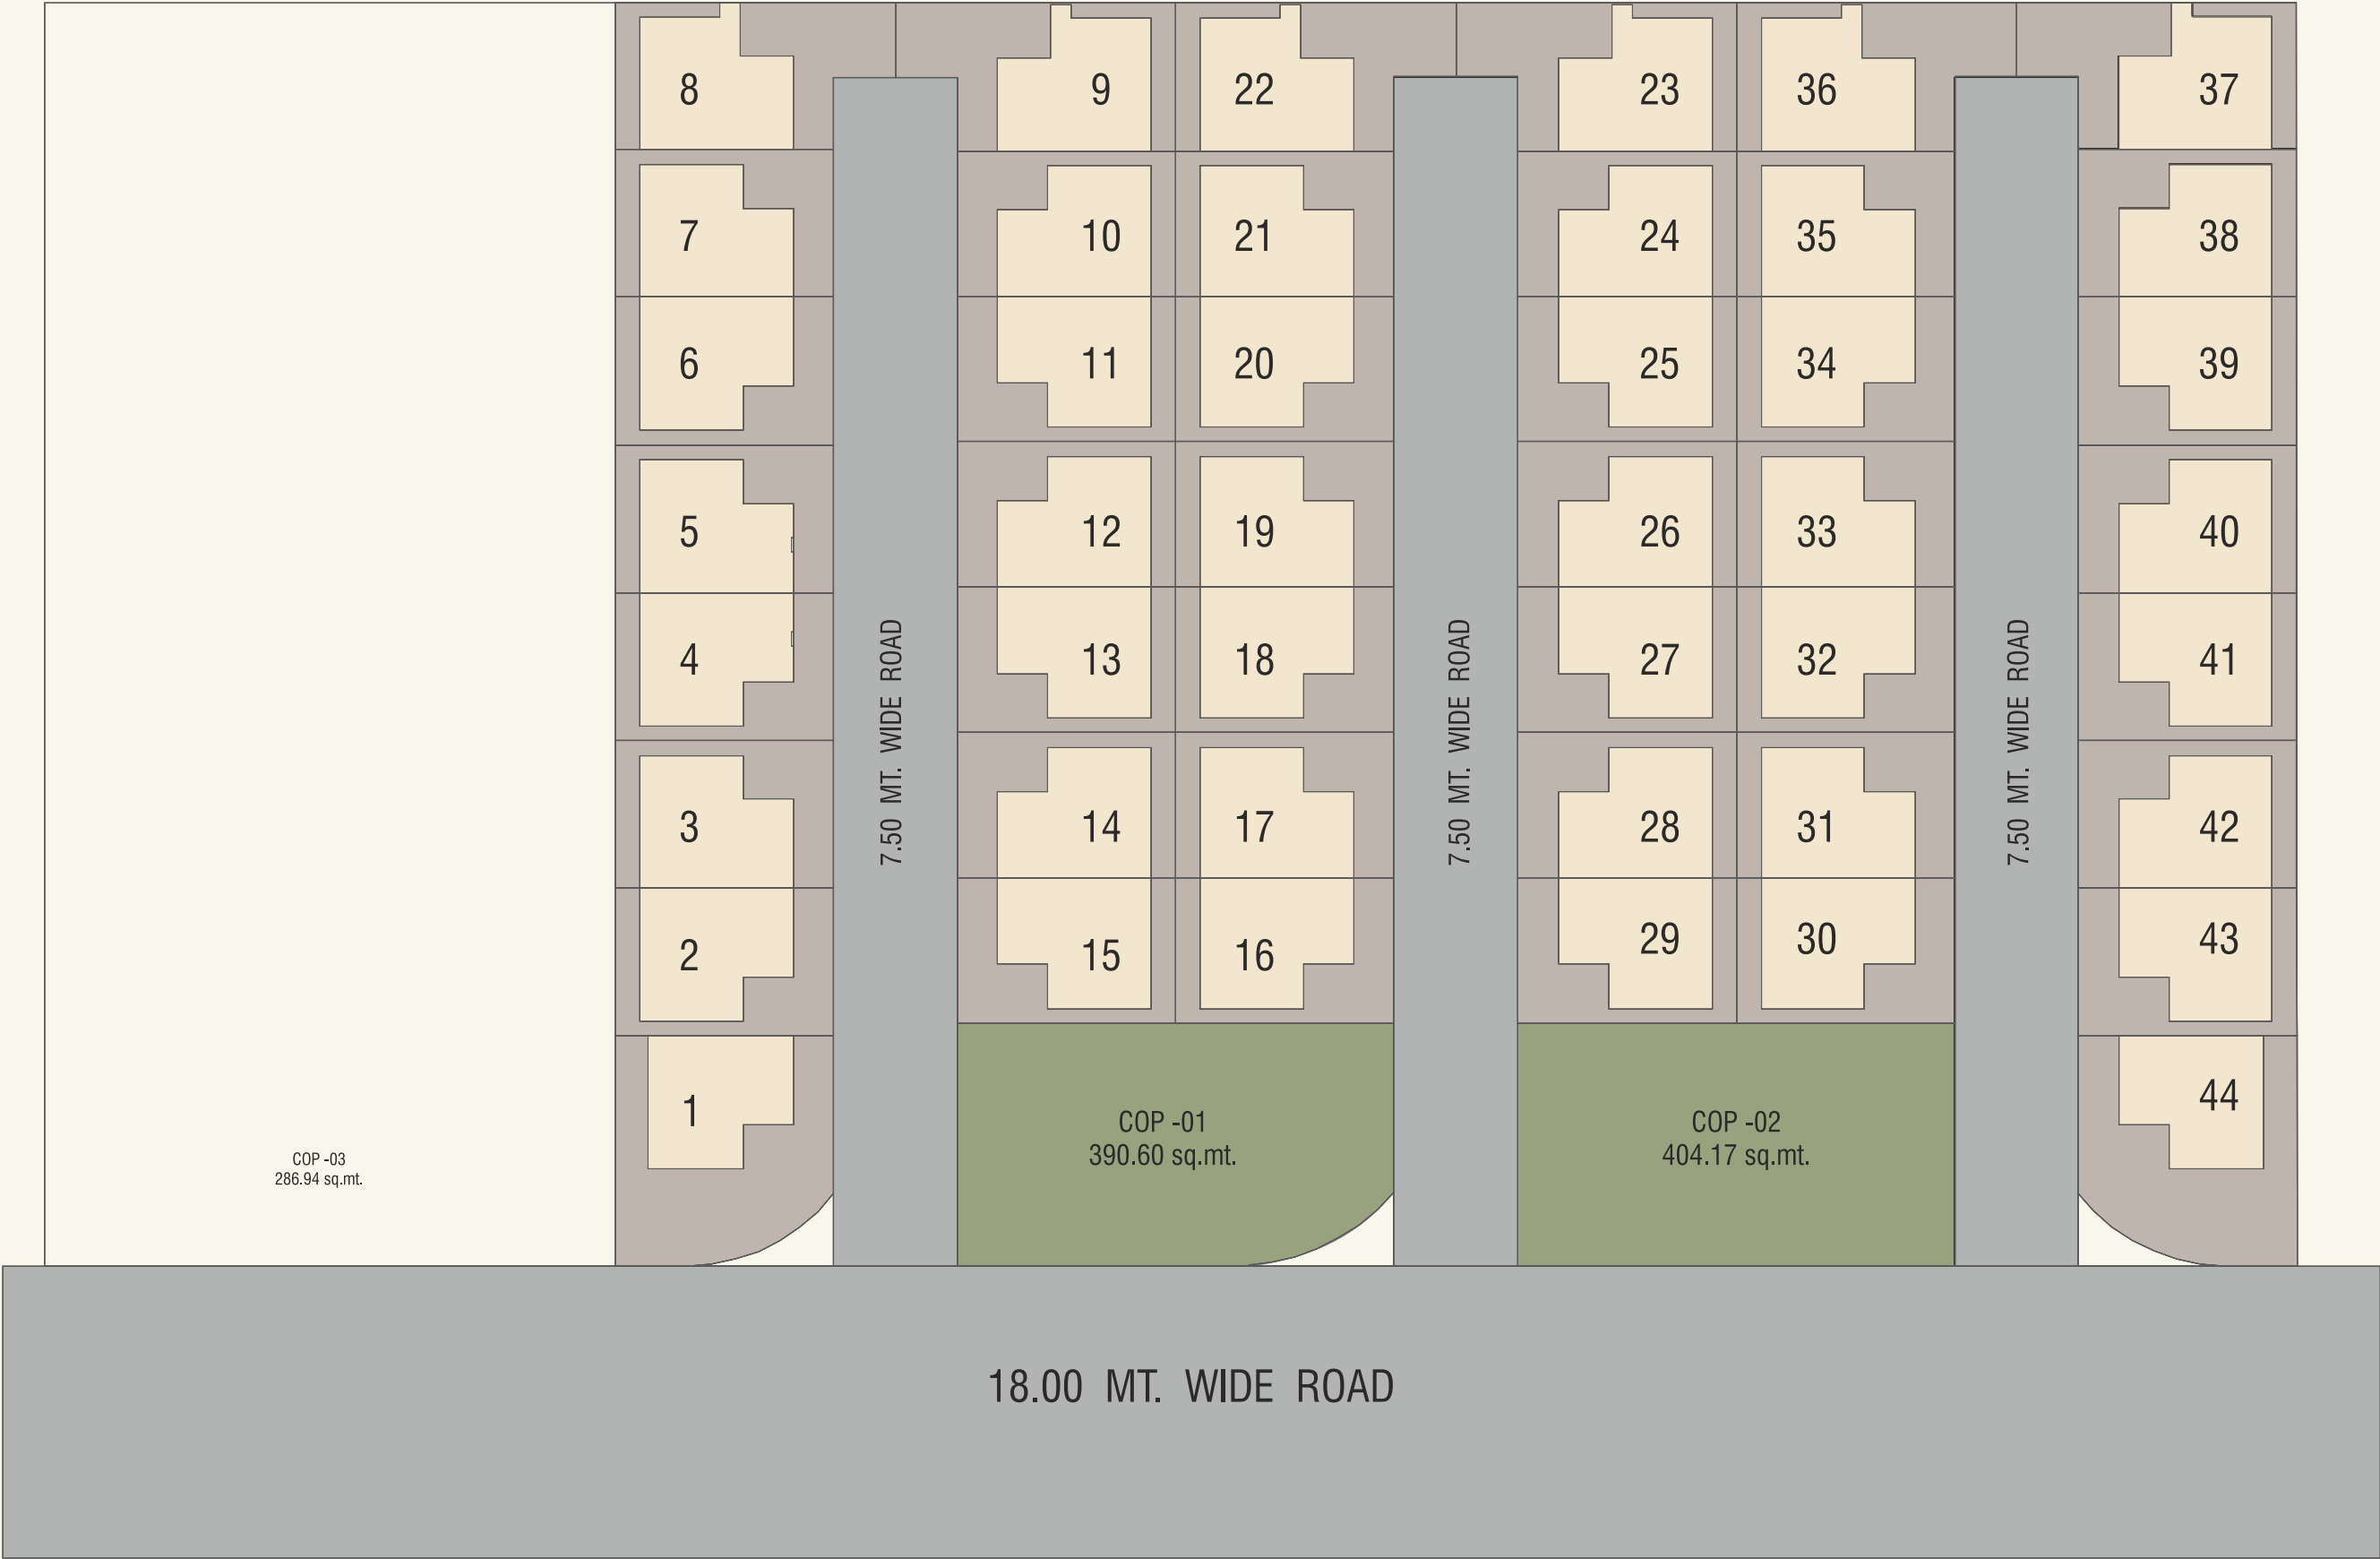 8 9 22 23 36 37
7 10 21 24 35 38
6 11 20 25 34 39
5 12 19 26 33 40
4 13 18 27 32 41
7.50 MT. WIDE ROAD
7.50 MT. WIDE ROAD
7.50 MT. WIDE ROAD
3 14 17 28 31 42
2 15 16 29 30 43
1 44
COP -01
390.60 sq.mt.
COP -02
404.17 sq.mt.
COP -03
286.94 sq.mt.
18.00 MT. WIDE ROAD